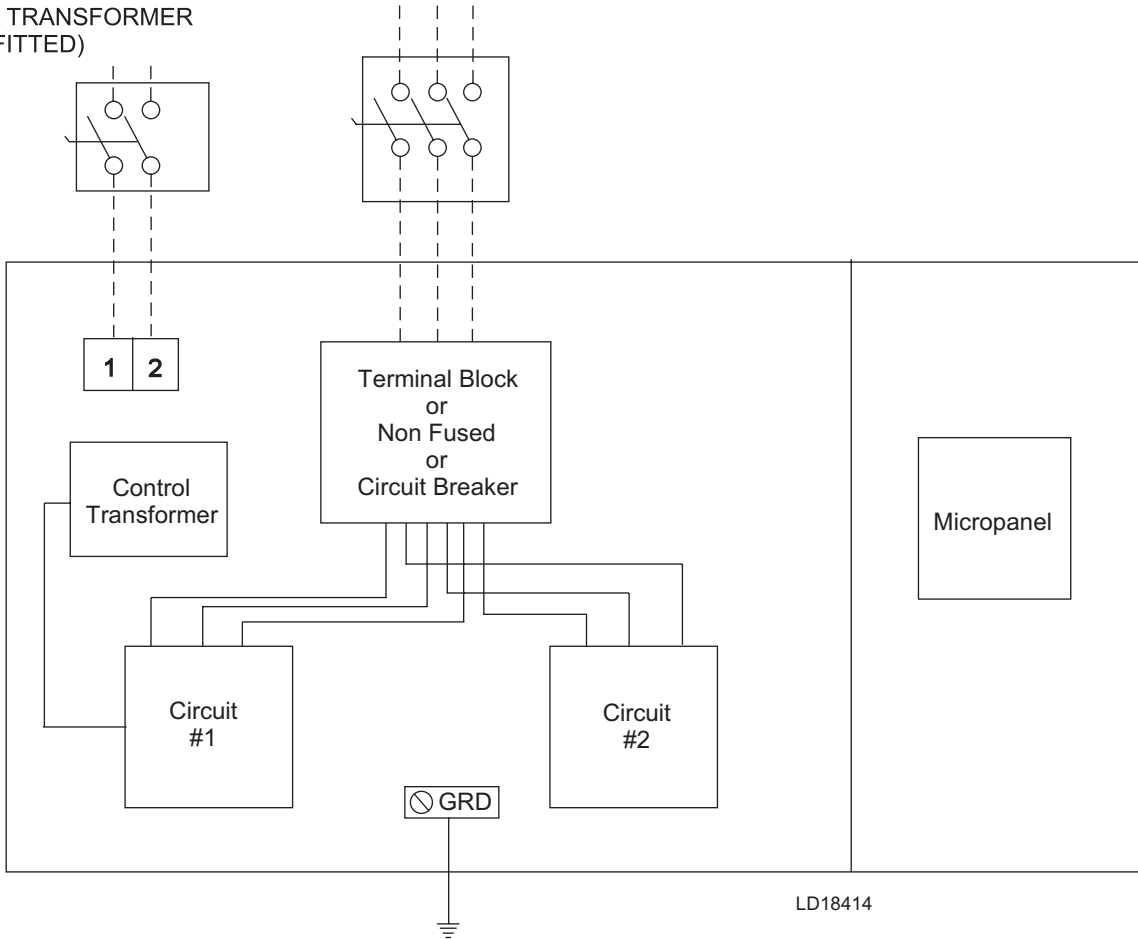 TRANSFORMER
FITTED)
1 2
Terminal Block
or
Non Fused
or
Circuit Breaker
Control
Transformer
Micropanel
Circuit
#1
Circuit
#2
GRD
LD18414